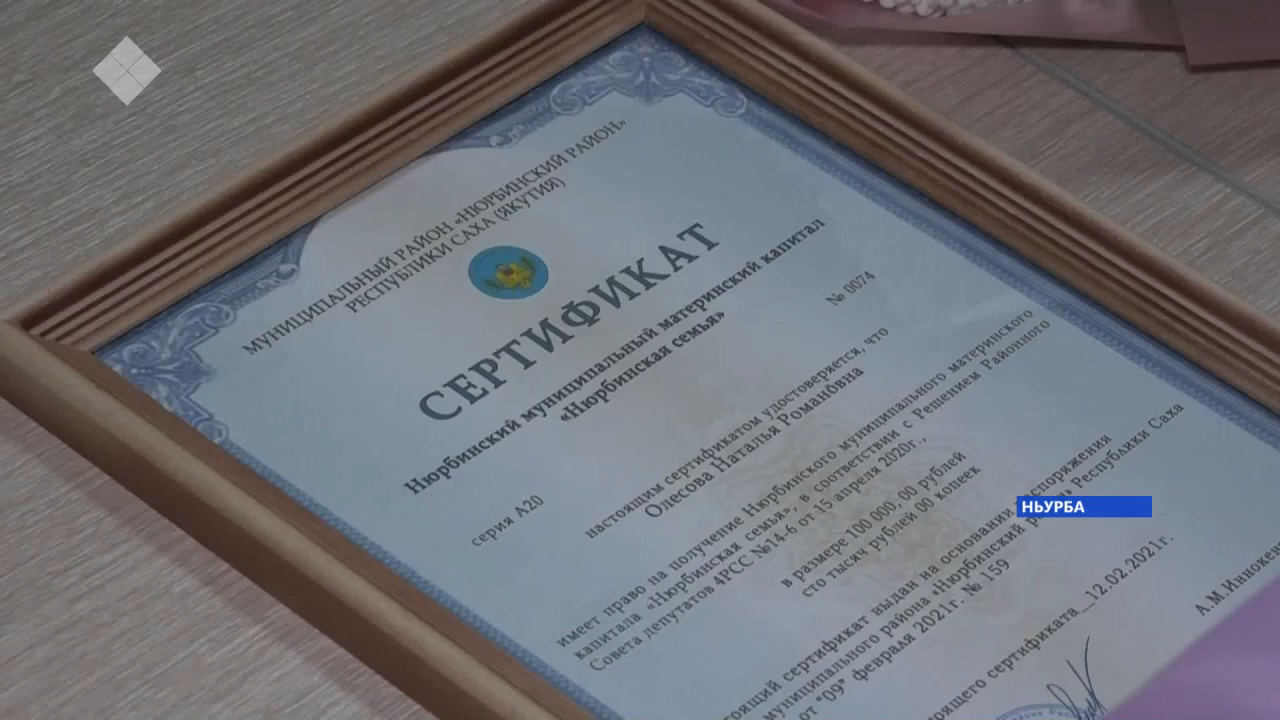 МУНИЦИПАЛЬНЫЙ РАЙОН «НЮРБИНСКИЙ РАЙОН»
РЕСПУБЛИКИ САХА (ЯКУТИЯ)
СЕРТИФИКАТ
Нюрбинский муниципальный материнский капитал
«Нюрбинская семья»
серия А20 № 0074
настоящим сертификатом удостоверяется, что
Олесова Наталья Романовна
имеет право на получение Нюрбинского муниципального материнского
капитала «Нюрбинская семья», в соответствии с Решением Районного
Совета депутатов 4РСС №14-6 от 15 апреля 2020г.,
в размере 100 000, 00 рублей
сто тысяч рублей 00 копеек
сертификат выдан на основании
муниципального района «Нюрбинский Республики Саха
от "09" февраля 2021г. № 159
сертификата_12.02.2021г.
А.М.
НЬУРБА